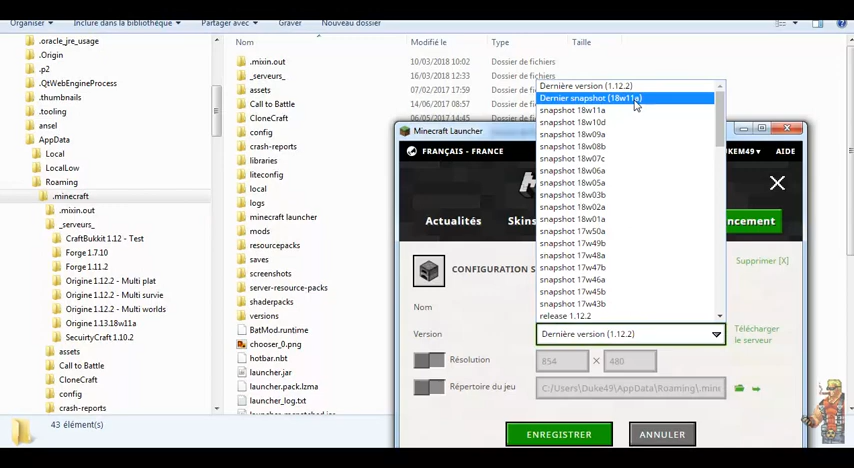 Organiser
Inclure dans la bibliothèque
Partager avec
Graver
Nouveau dossier
.oracle_jre_usage
.Origin
.p2
.QtWebEngineProcess
.thumbnails
.tooling
ansel
AppData
Local
LocalLow
Roaming
.minecraft
.mixin.out
_serveurs_
CraftBukkit 1.12 - Test
Forge 1.7.10
Forge 1.11.2
Origine 1.12.2 - Multi plat
Origine 1.12.2 - Multi survie
Origine 1.12.2 - Multi worlds
Origine 1.13.18w11a
SecuirtyCraft 1.10.2
assets
Call to Battle
CloneCraft
config
crash-reports
Nom
Modifié le
Type
Taille
.mixin.out 10/03/2018 10:02 Dossier de fichiers
_serveurs_ 16/03/2018 12:33 Dossier de fichiers
assets 07/02/2017 17:59 Dossier de fichiers
Call to Battle 14/06/2017 08:57 Dossier de fichiers
CloneCraft 06/05/2017 Dossier de fichiers
config
crash-reports
libraries
liteconfig
local
logs
minecraft launcher
mods
resourcepacks
saves
screenshots
server-resource-packs
shaderpacks
versions
BatMod.runtime
chooser_0.png
hotbar.nbt
launcher.jar
launcher.pack.lzma
launcher_log.txt
43 élément(s)
Minecraft Launcher
FRANÇAIS - FRANCE
AIDE
Actualités
Skins
CONFIGURATION S
Supprimer [X]
Nom
Version
Dernière version (1.12.2)
Dernier snapshot (18w11a)
snapshot 18w11a
snapshot 18w10d
snapshot 18w09a
snapshot 18w08b
snapshot 18w07c
snapshot 18w06a
snapshot 18w05a
snapshot 18w03b
snapshot 18w02a
snapshot 18w01a
snapshot 17w50a
snapshot 17w49b
snapshot 17w48a
snapshot 17w47b
snapshot 17w46a
snapshot 17w45b
snapshot 17w43b
release 1.12.2
Dernière version (1.12.2)
Télécharger
le serveur
Résolution
854 × 480
Répertoire du jeu
C:/Users/Duke49/AppData/Roaming/.mine
ENREGISTRER
ANNULER